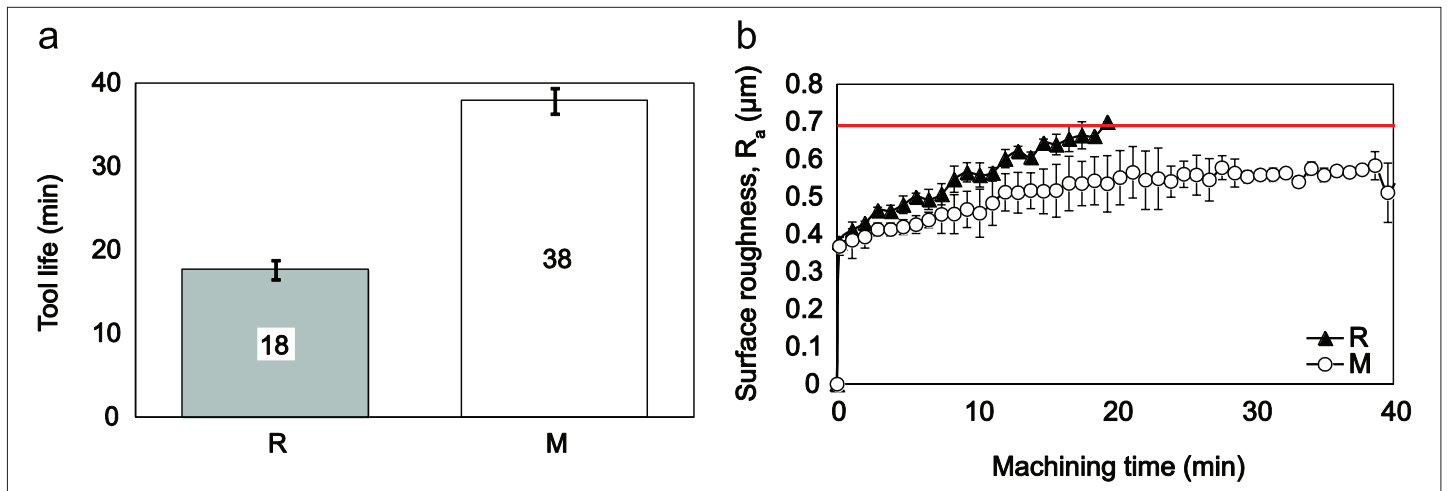 a
Tool life (min)
40
30
20
10
0
18
38
R
M
b
Surface roughness, Rₐ (µm)
0.8
0.7
0.6
0.5
0.4
0.3
0.2
0.1
0
R
M
0
10
20
30
40
Machining time (min)